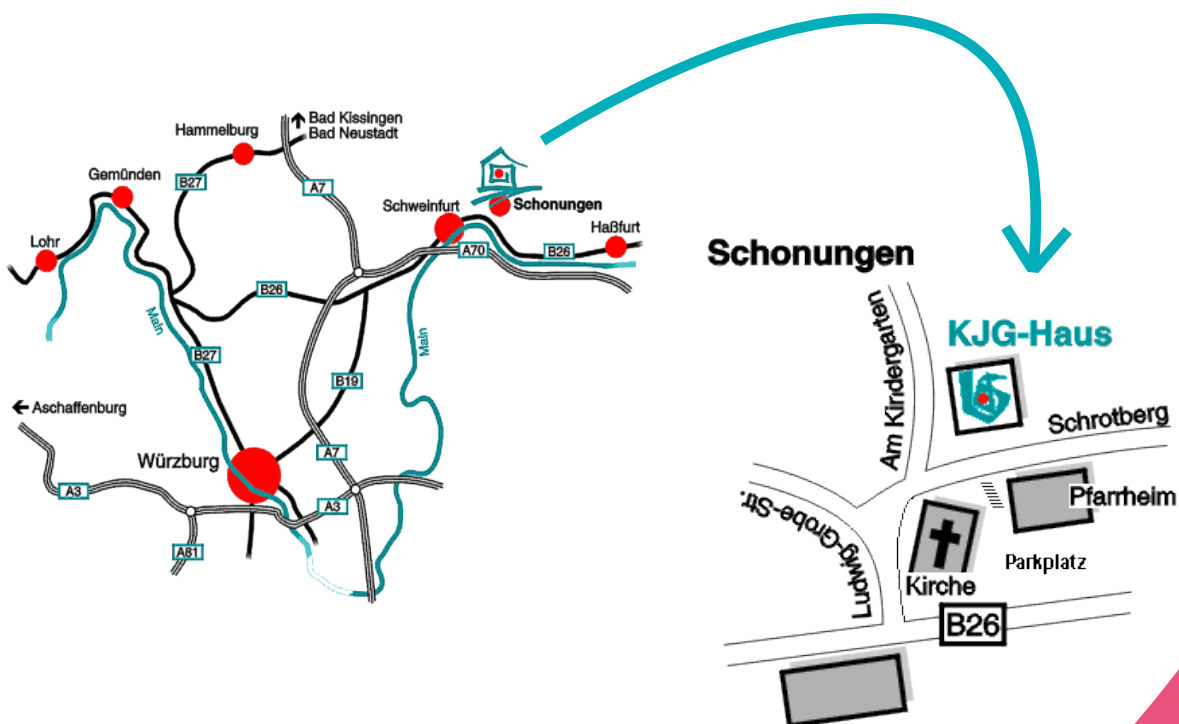 Bad Kissingen
Bad Neustadt
Hammelburg
Gemünden
B27
A7
Schweinfurt
Schonungen
Haßfurt
Lohr
A70
B26
B26
Main
Main
B27
B19
Aschaffenburg
Würzburg
A7
A3
A3
A81
Schonungen
KJG-Haus
Am Kindergarten
Schrotberg
Pfarrheim
Ludwig-Grobe-Str.
Parkplatz
Kirche
B26